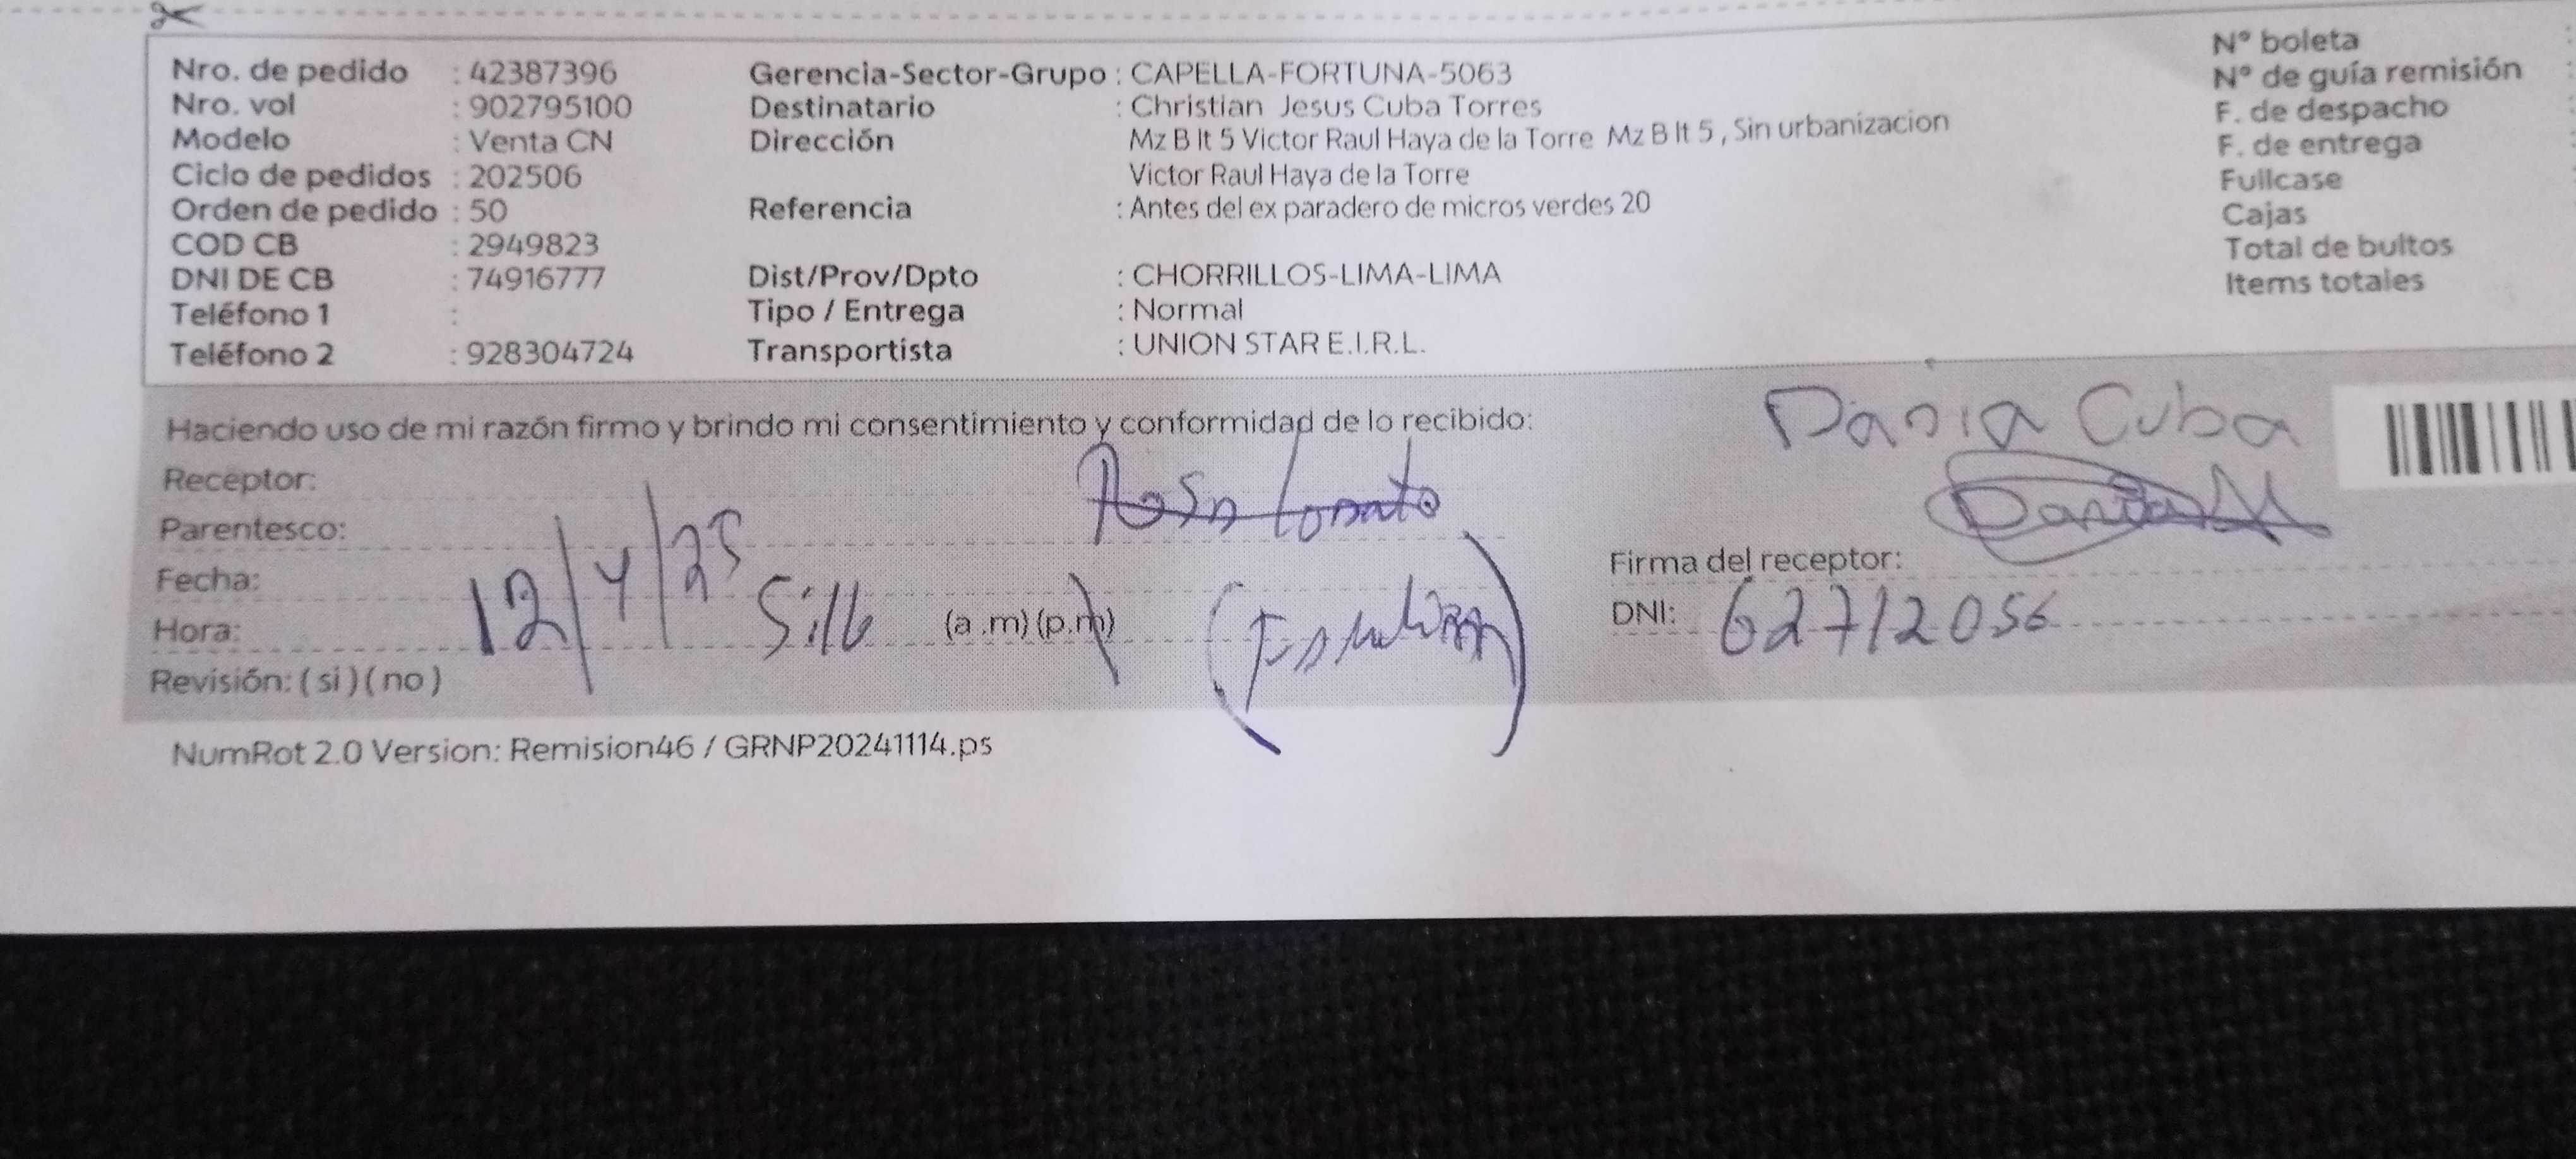 Nro. de pedido : 42387396
Nro. vol : 902795100
Modelo : Venta CN
Ciclo de pedidos : 202506
Orden de pedido : 50
COD CB : 2949823
DNI DE CB : 74916777
Teléfono 1 :
Teléfono 2 : 928304724
Gerencia-Sector-Grupo : CAPELLA-FORTUNA-5063
Destinatario : Christian Jesus Cuba Torres
Dirección Mz B lt 5 Victor Raul Haya de la Torre Mz B lt 5 , Sin urbanizacion
Victor Raul Haya de la Torre
Referencia : Antes del ex paradero de micros verdes 20
Dist/Prov/Dpto : CHORRILLOS-LIMA-LIMA
Tipo / Entrega : Normal
Transportista : UNION STAR E.I.R.L.
N° boleta
N° de guía remisión :
F. de despacho
F. de entrega
Fullcase
Cajas
Total de bultos
Items totales
Haciendo uso de mi razón firmo y brindo mi consentimiento y conformidad de lo recibido:
Receptor:
Parentesco:
Fecha: 12/4/25
Hora: (a .m) (p.m)
Revisión: ( si ) ( no )
Dania Cuba
Dania
Firma del receptor:
DNI: 62712056
NumRot 2.0 Version: Remision46 / GRNP20241114.ps